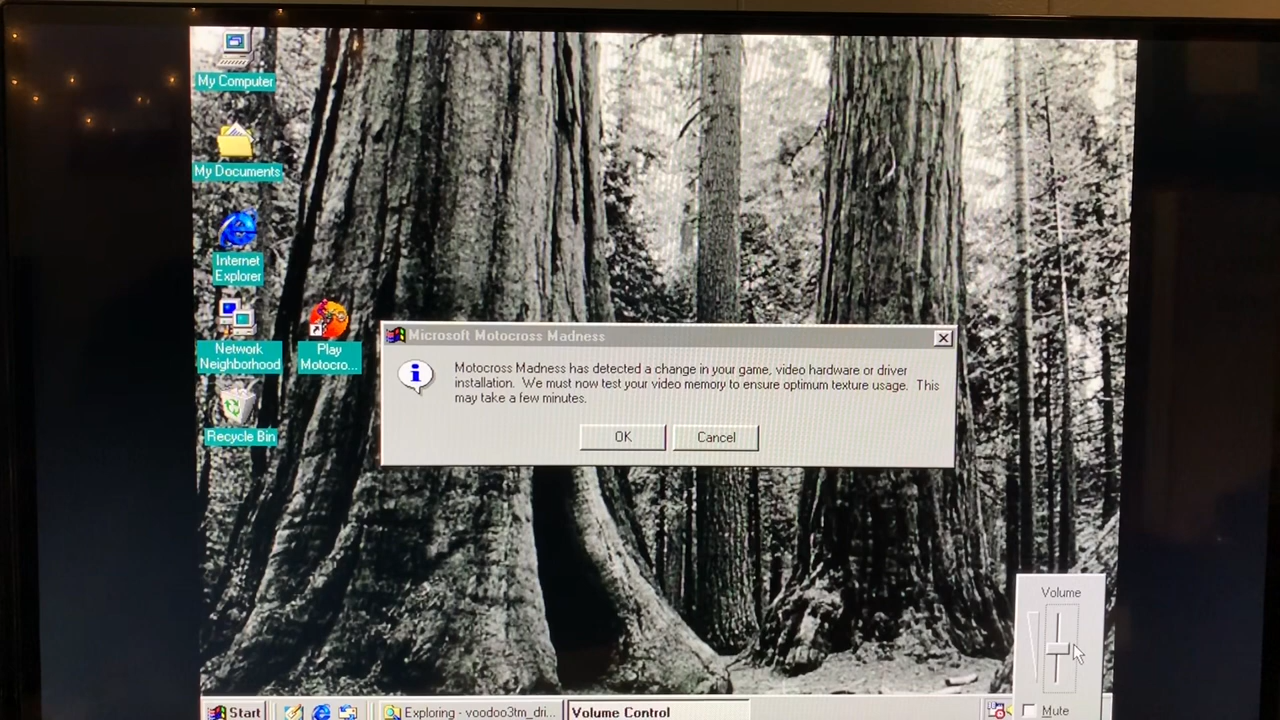 My Computer
My Documents
Internet
Explorer
Network
Neighborhood
Play
Motocro...
Recycle Bin
Microsoft Motocross Madness
Motocross Madness has detected a change in your game, video hardware or driver
installation. We must now test your video memory to ensure optimum texture usage. This
may take a few minutes.
OK
Cancel
Volume
Mute
Start
Exploring - voodoo3tm_dri...
Volume Control